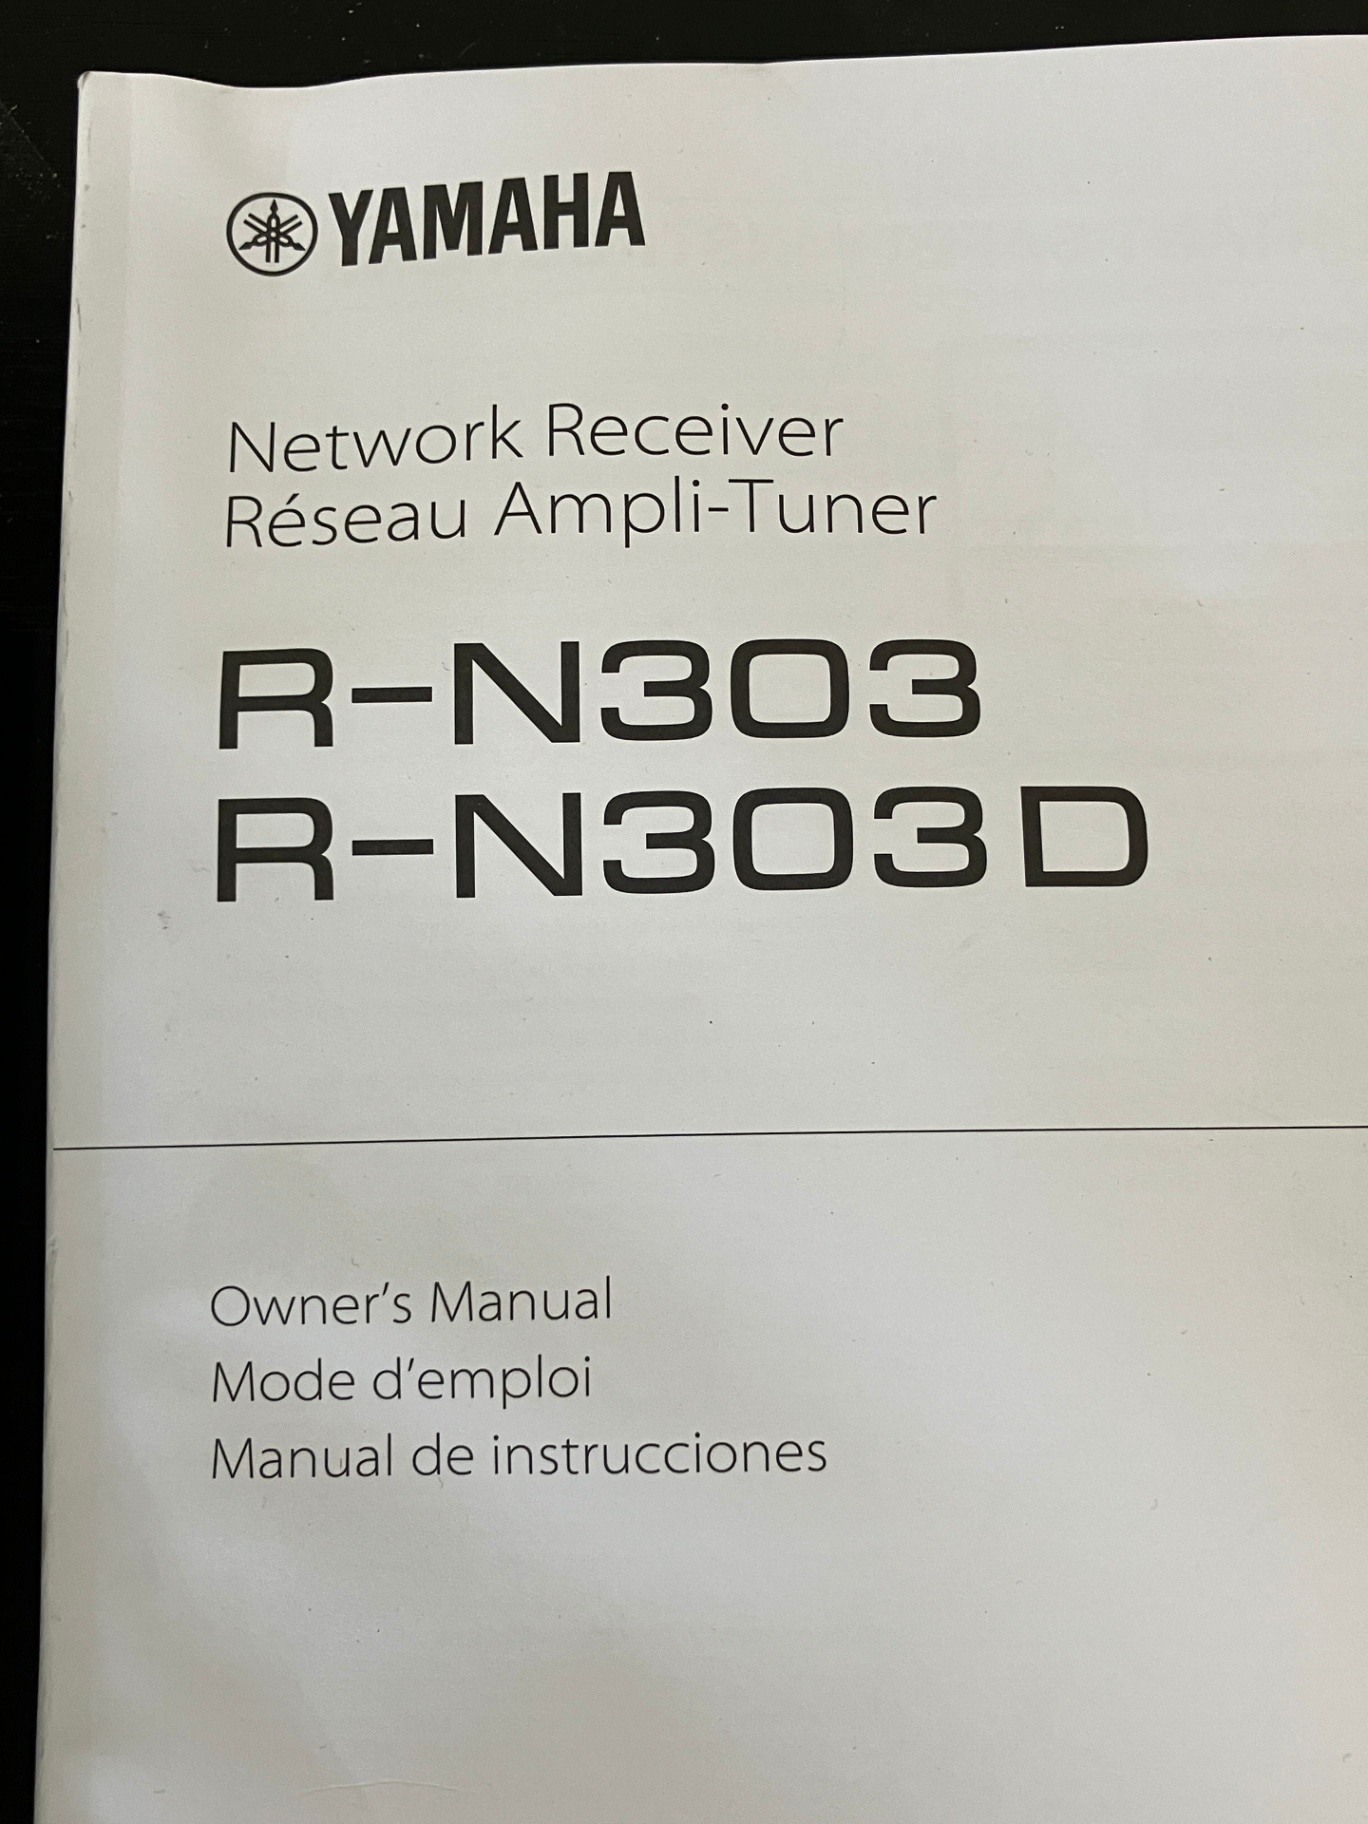 YAMAHA
Network Receiver
Réseau Ampli-Tuner
R-N303
R-N303D
Owner's Manual
Mode d'emploi
Manual de instrucciones